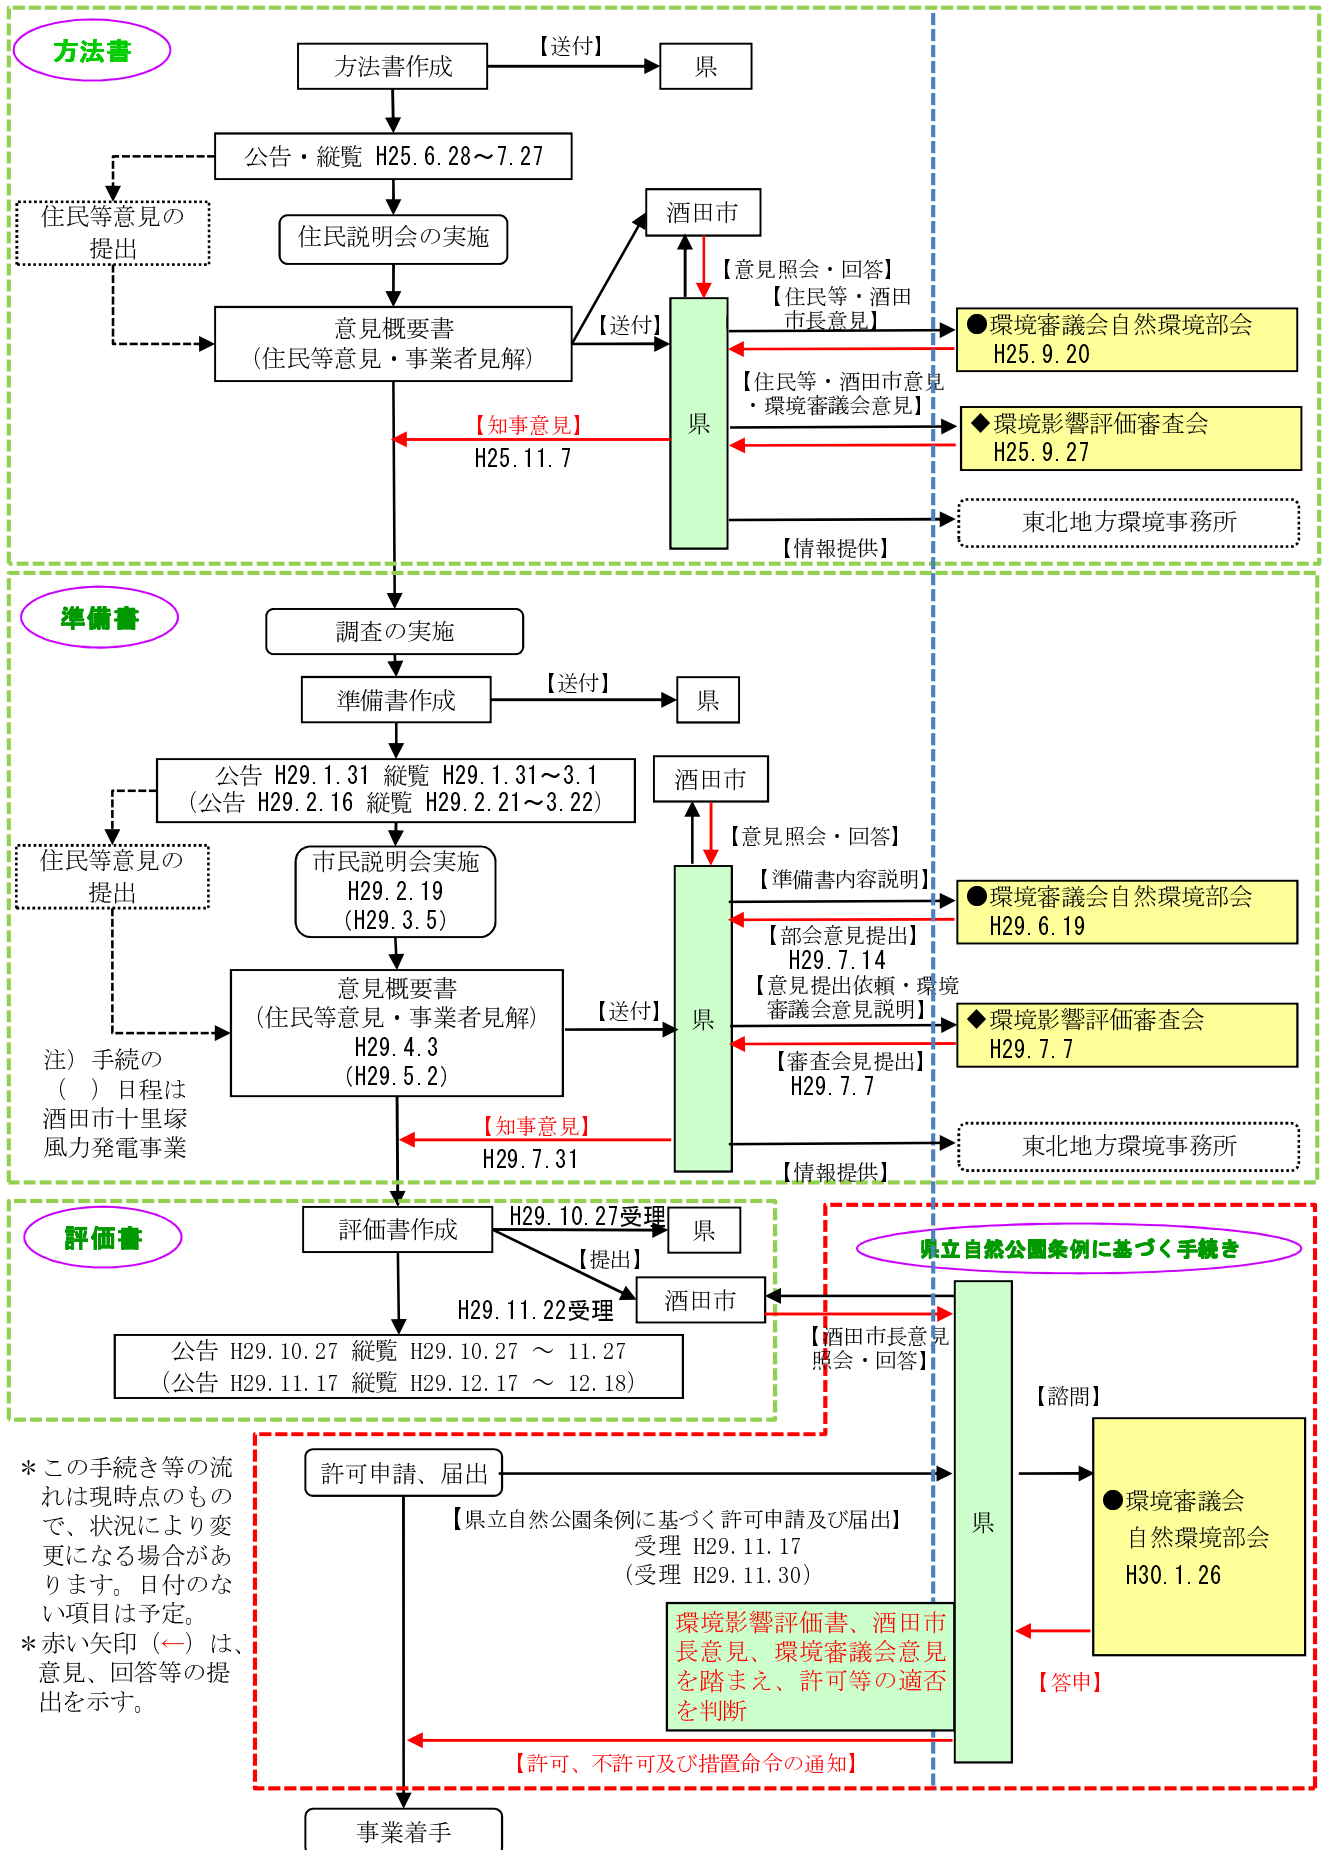 方法書
方法書作成
【送付】
県
公告・縦覧 H25.6.28～7.27
住民等意見の
提出
住民説明会の実施
酒田市
【意見照会・回答】
意見概要書
（住民等意見・事業者見解）
【送付】
県
【住民等・酒田
市長意見】
●環境審議会自然環境部会
H25.9.20
【住民等・酒田市意見
・環境審議会意見】
◆環境影響評価審査会
H25.9.27
【知事意見】
H25.11.7
東北地方環境事務所
【情報提供】
準備書
調査の実施
準備書作成
【送付】
県
公告 H29.1.31 縦覧 H29.1.31～3.1
（公告 H29.2.16 縦覧 H29.2.21～3.22）
住民等意見の
提出
市民説明会実施
H29.2.19
（H29.3.5）
酒田市
【意見照会・回答】
意見概要書
（住民等意見・事業者見解）
H29.4.3
（H29.5.2）
【送付】
県
【準備書内容説明】
●環境審議会自然環境部会
H29.6.19
【部会意見提出】
H29.7.14
【意見提出依頼・環境
審議会意見説明】
◆環境影響評価審査会
H29.7.7
【審査会見提出】
H29.7.7
注）手続の
（　）日程は
酒田市十里塚
風力発電事業
【知事意見】
H29.7.31
東北地方環境事務所
【情報提供】
評価書
評価書作成
H29.10.27受理
県
【提出】
H29.11.22受理
酒田市
公告 H29.10.27 縦覧 H29.10.27 ～ 11.27
（公告 H29.11.17 縦覧 H29.12.17 ～ 12.18）
県立自然公園条例に基づく手続き
【酒田市長意見
照会・回答】
県
【諮問】
●環境審議会
自然環境部会
H30.1.26
【答申】
許可申請、届出
【県立自然公園条例に基づく許可申請及び届出】
受理 H29.11.17
（受理 H29.11.30）
環境影響評価書、酒田市
長意見、環境審議会意見
を踏まえ、許可等の適否
を判断
【許可、不許可及び措置命令の通知】
事業着手
＊この手続き等の流
れは現時点のもの
で、状況により変
更になる場合があ
ります。日付のな
い項目は予定。
＊赤い矢印（←）は、
意見、回答等の提
出を示す。